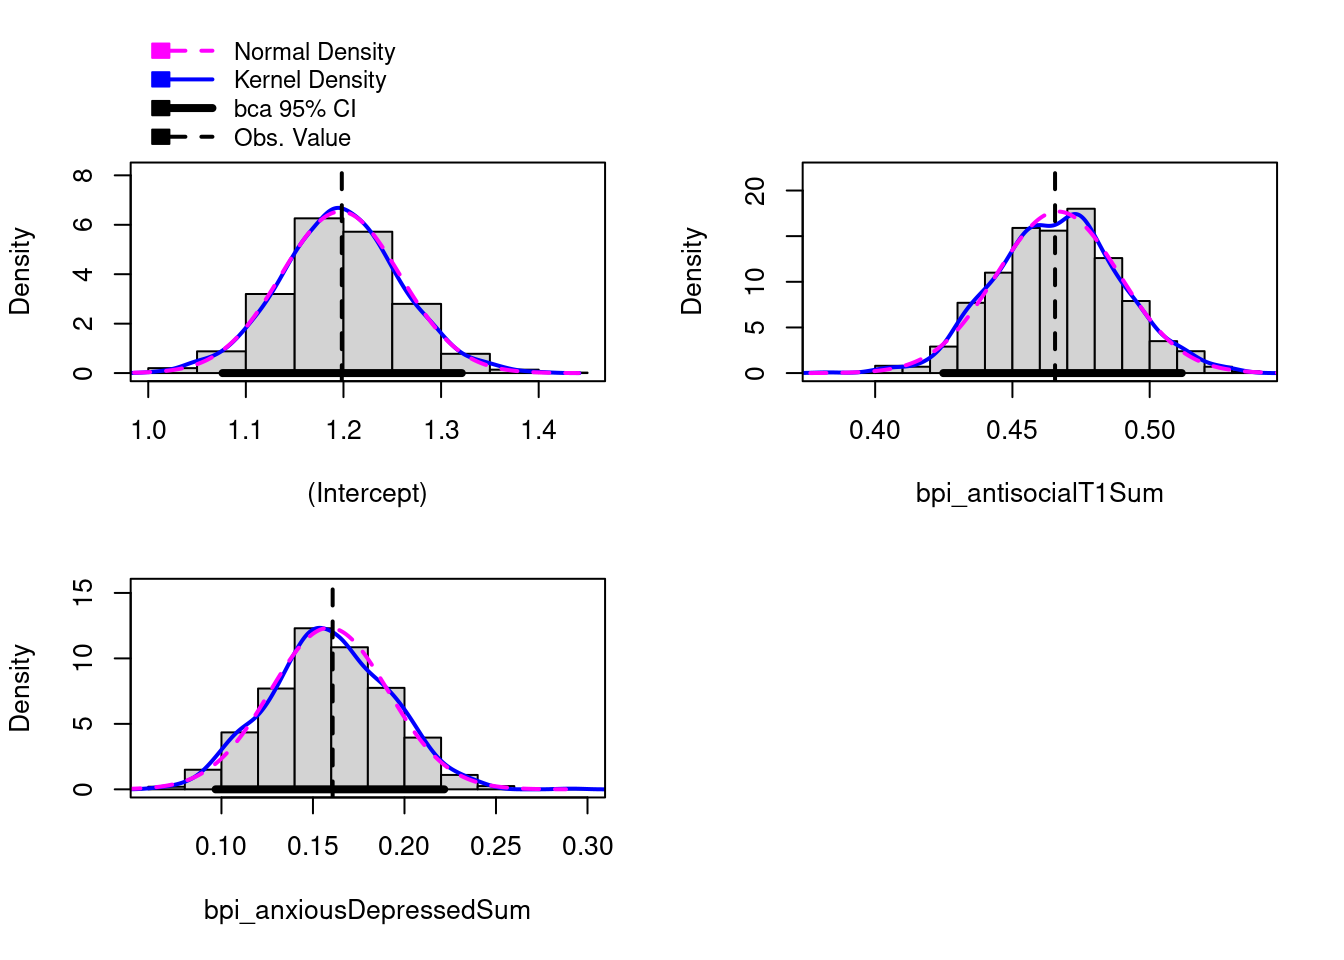 Normal Density
Kernel Density
bca 95% CI
Obs. Value
Density
8
6
4
2
0
1.0 1.1 1.2 1.3 1.4
(Intercept)
Density
20
10
5
0
0.40 0.45 0.50
bpi_antisocialT1Sum
Density
15
10
5
0
0.10 0.15 0.20 0.25 0.30
bpi_anxiousDepressedSum